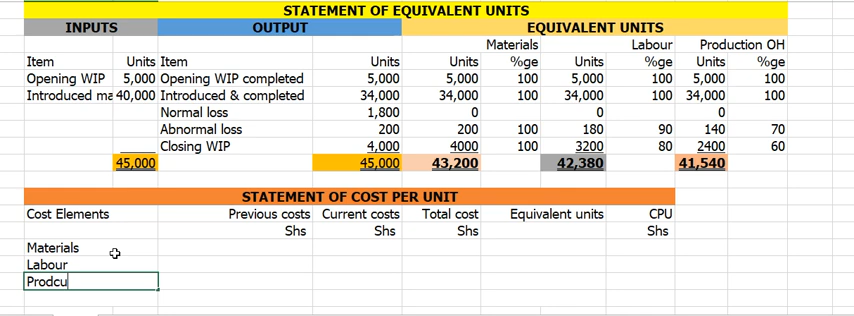 STATEMENT OF EQUIVALENT UNITS
INPUTS OUTPUT EQUIVALENT UNITS
Materials Labour Production OH
Item Units Item Units Units %ge Units %ge Units %ge
Opening WIP 5,000 Opening WIP completed 5,000 5,000 100 5,000 100 5,000 100
Introduced ma 40,000 Introduced & completed 34,000 34,000 100 34,000 100 34,000 100
Normal loss 1,800 0 0 0
Abnormal loss 200 200 100 180 90 140 70
Closing WIP 4,000 4000 100 3200 80 2400 60
45,000 45,000 43,200 42,380 41,540
STATEMENT OF COST PER UNIT
Cost Elements Previous costs Current costs Total cost Equivalent units CPU
Shs Shs Shs Shs
Materials
Labour
Prodcu